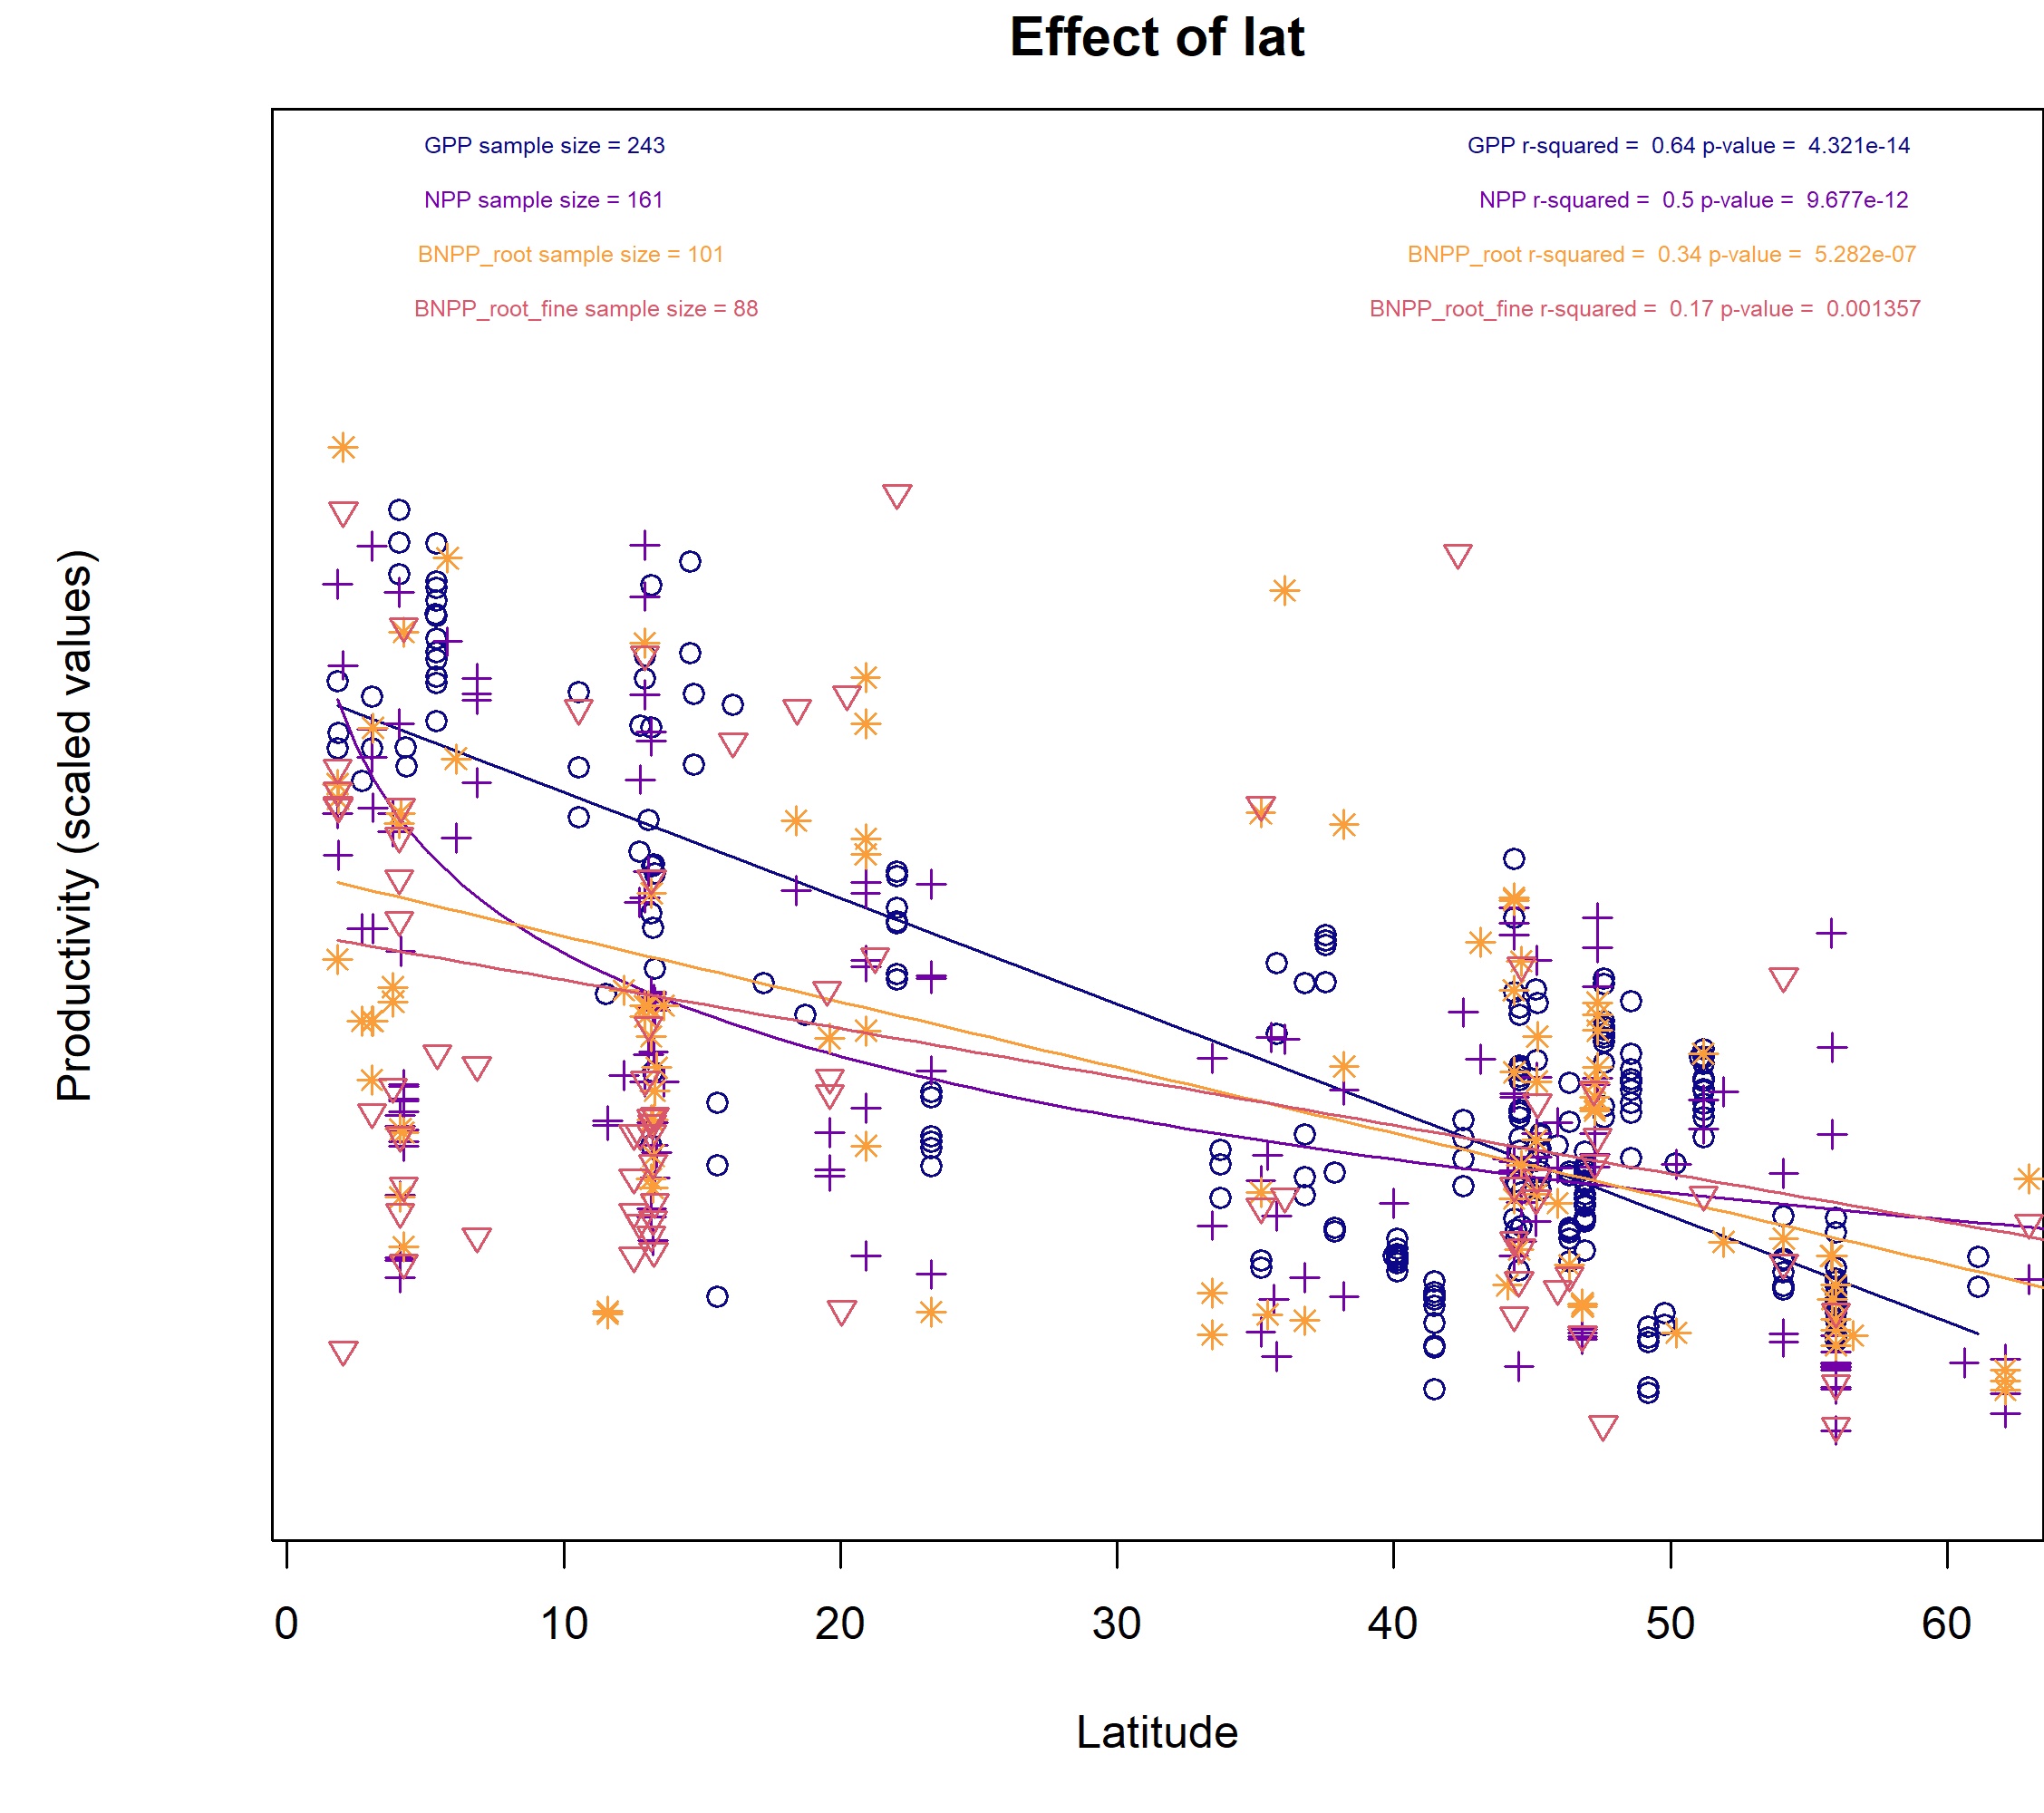 Effect of lat
GPP sample size = 243
GPP r-squared = 0.64 p-value = 4.321e-14
NPP sample size = 161
NPP r-squared = 0.5 p-value = 9.677e-12
BNPP_root sample size = 101
BNPP_root r-squared = 0.34 p-value = 5.282e-07
BNPP_root_fine sample size = 88
BNPP_root_fine r-squared = 0.17 p-value = 0.001357
Productivity (scaled values)
0 10 20 30 40 50 60
Latitude